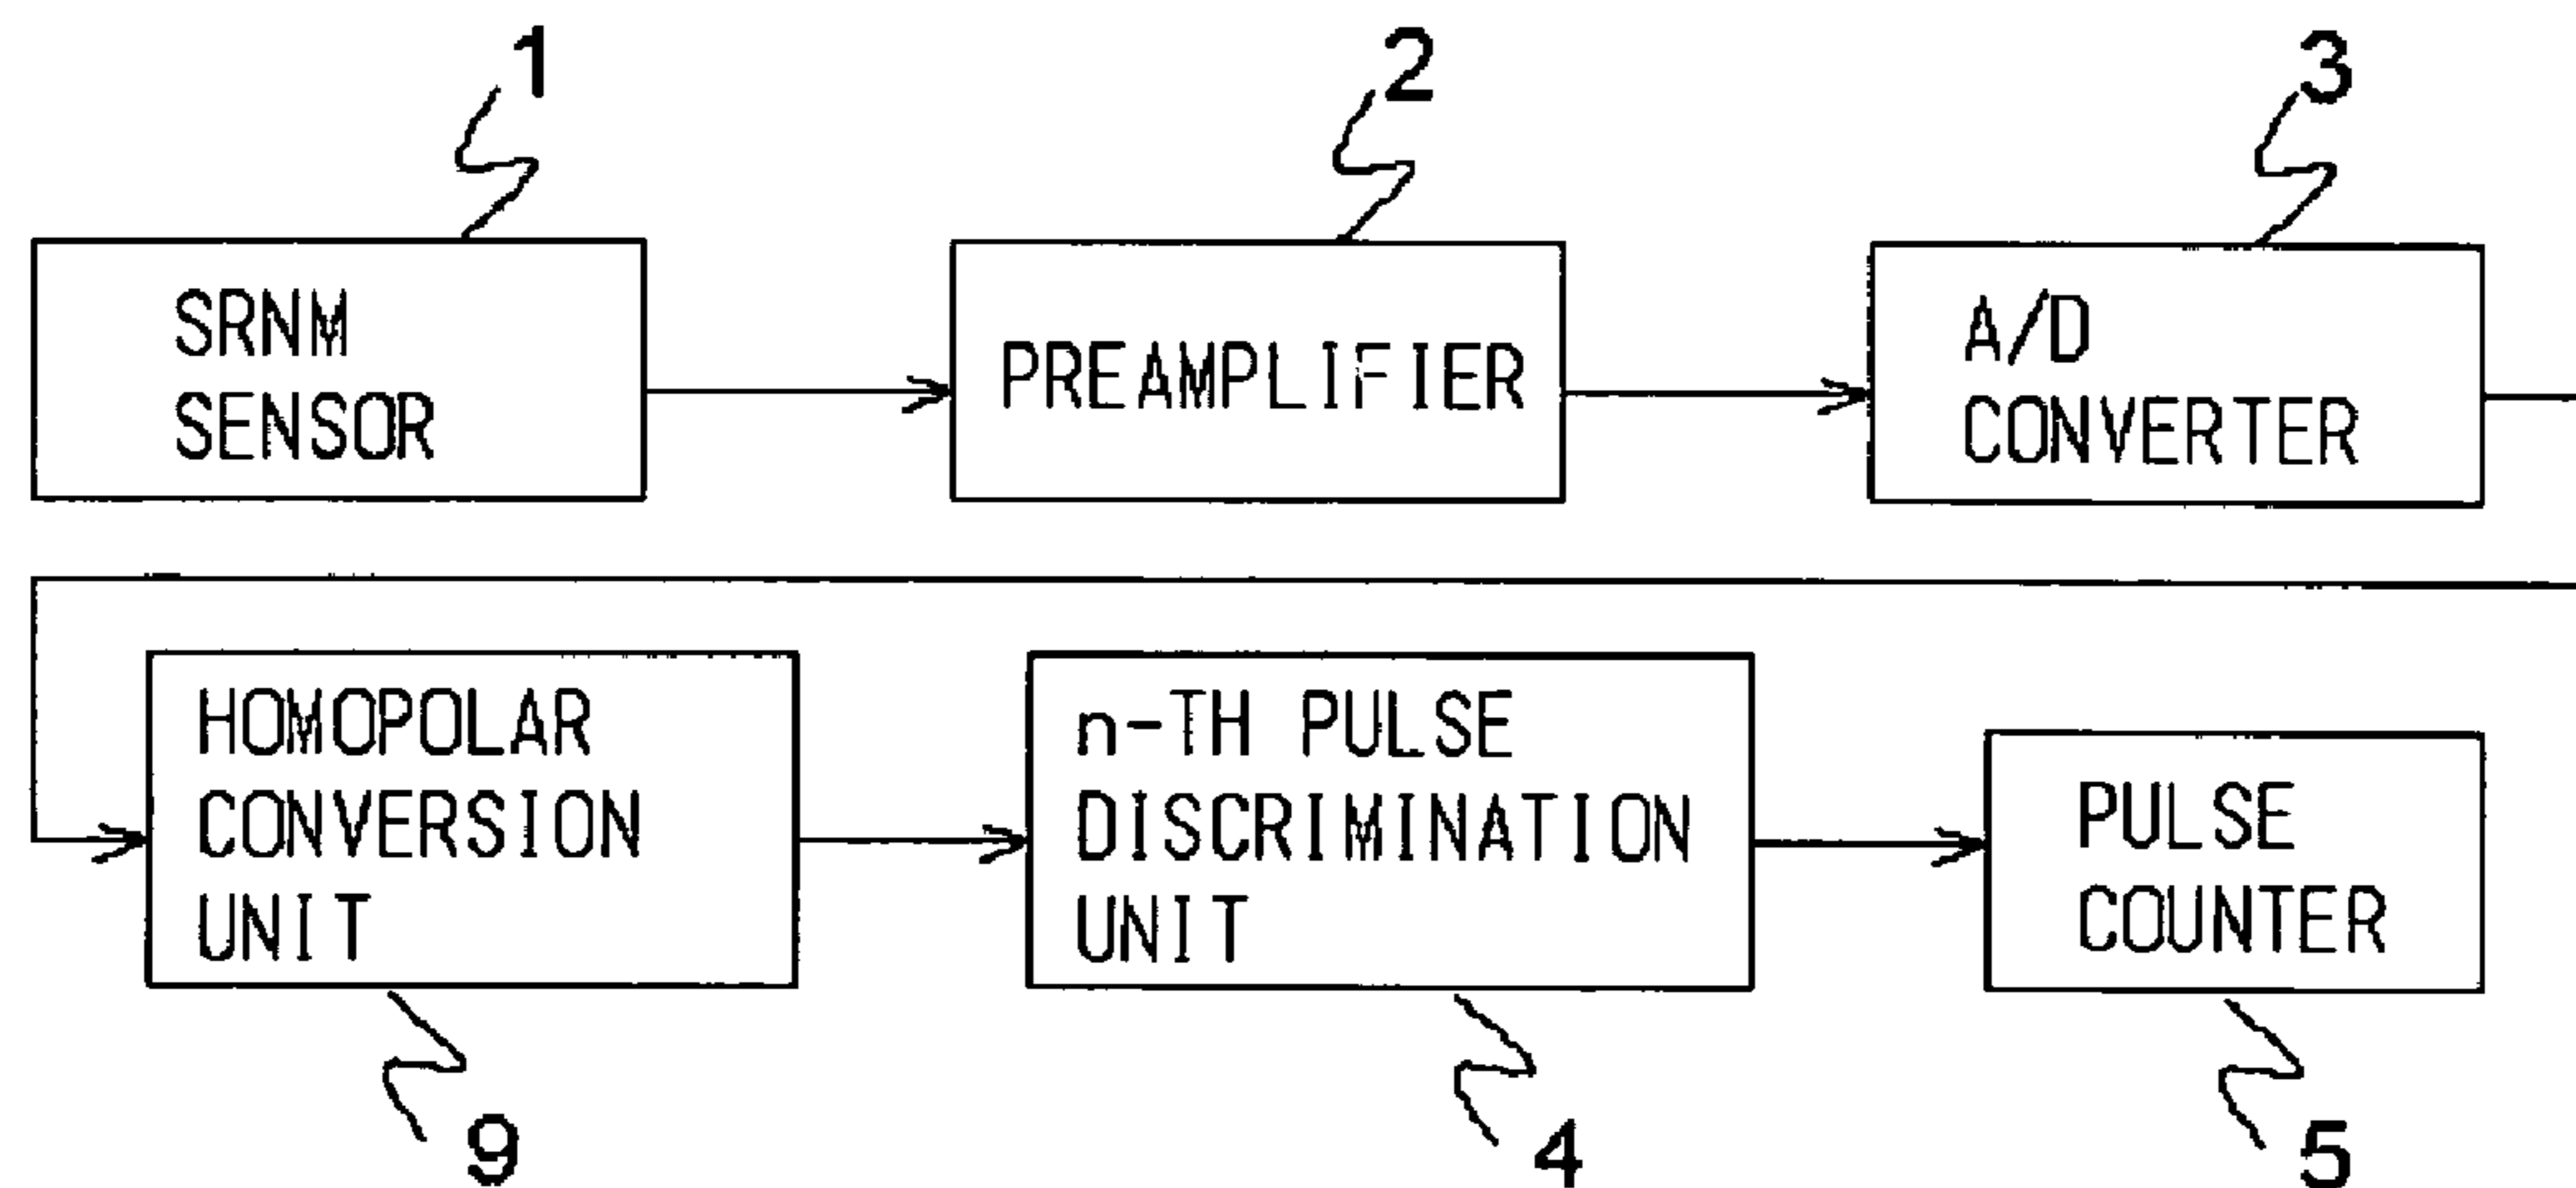 1
2
3
SRNM
SENSOR
PREAMPLIFIER
A/D
CONVERTER
HOMOPOLAR
CONVERSION
UNIT
n-TH PULSE
DISCRIMINATION
UNIT
PULSE
COUNTER
9
4
5